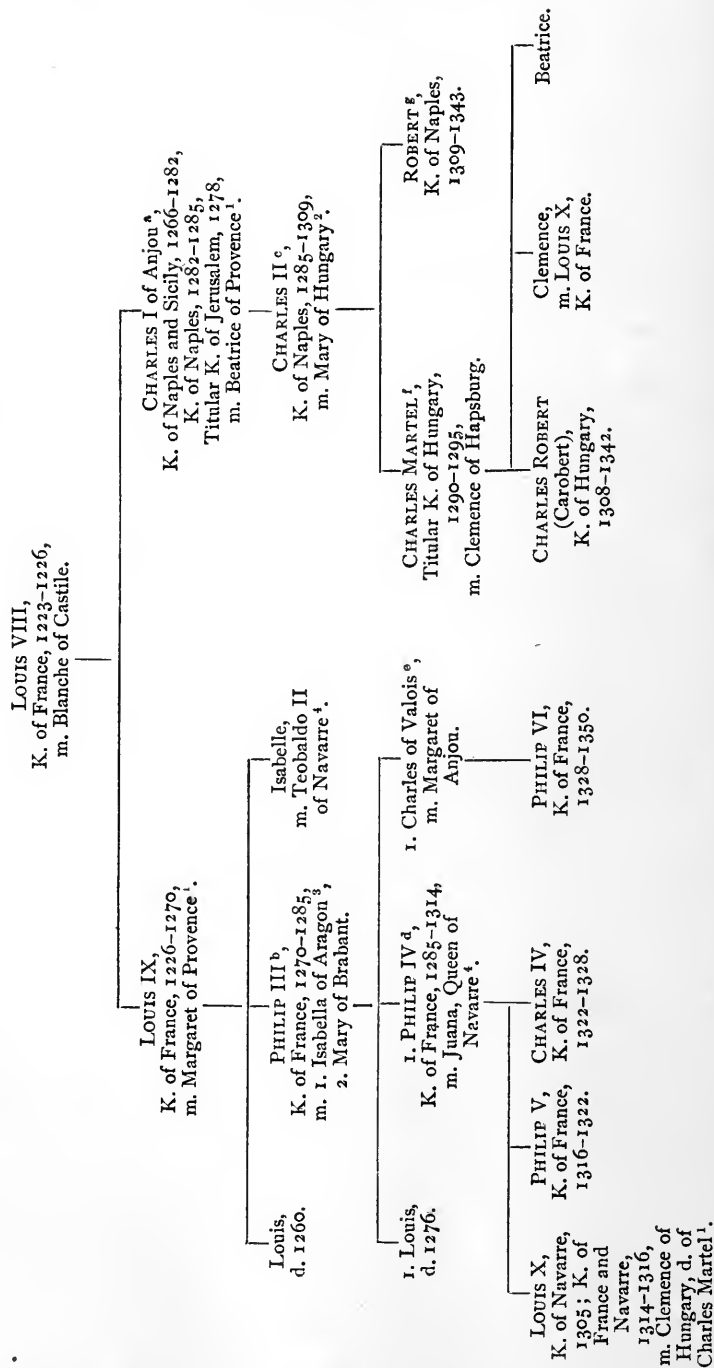 LOUIS VIII,
K. of France, 1223–1226,
m. Blanche of Castile.
LOUIS IX,
K. of France, 1226–1270,
m. Margaret of Provence¹.
CHARLES I of Anjou ᵃ,
K. of Naples and Sicily, 1266–1282,
K. of Naples, 1282–1285,
Titular K. of Jerusalem, 1278,
m. Beatrice of Provence¹.
Louis,
d. 1260.
PHILIP III ᵇ,
K. of France, 1270–1285,
m. 1. Isabella of Aragon³,
2. Mary of Brabant.
Isabelle,
m. Teobaldo II
of Navarre⁴.
CHARLES II ᶜ,
K. of Naples, 1285–1309,
m. Mary of Hungary².
1. Louis,
d. 1276.
1. PHILIP IV ᵈ,
K. of France, 1285–1314,
m. Juana, Queen of
Navarre⁴.
1. Charles of Valois ᵉ,
m. Margaret of
Anjou.
CHARLES MARTEL ᶠ,
Titular K. of Hungary,
1290–1295,
m. Clemence of Hapsburg.
ROBERT ᵍ,
K. of Naples,
1309–1343.
LOUIS X,
K. of Navarre,
1305; K. of
France and
Navarre,
1314–1316,
m. Clemence of
Hungary, d. of
Charles Martel¹.
PHILIP V,
K. of France,
1316–1322.
CHARLES IV,
K. of France,
1322–1328.
PHILIP VI,
K. of France,
1328–1350.
CHARLES ROBERT
(Carobert),
K. of Hungary,
1308–1342.
Clemence,
m. LOUIS X,
K. of France.
Beatrice.